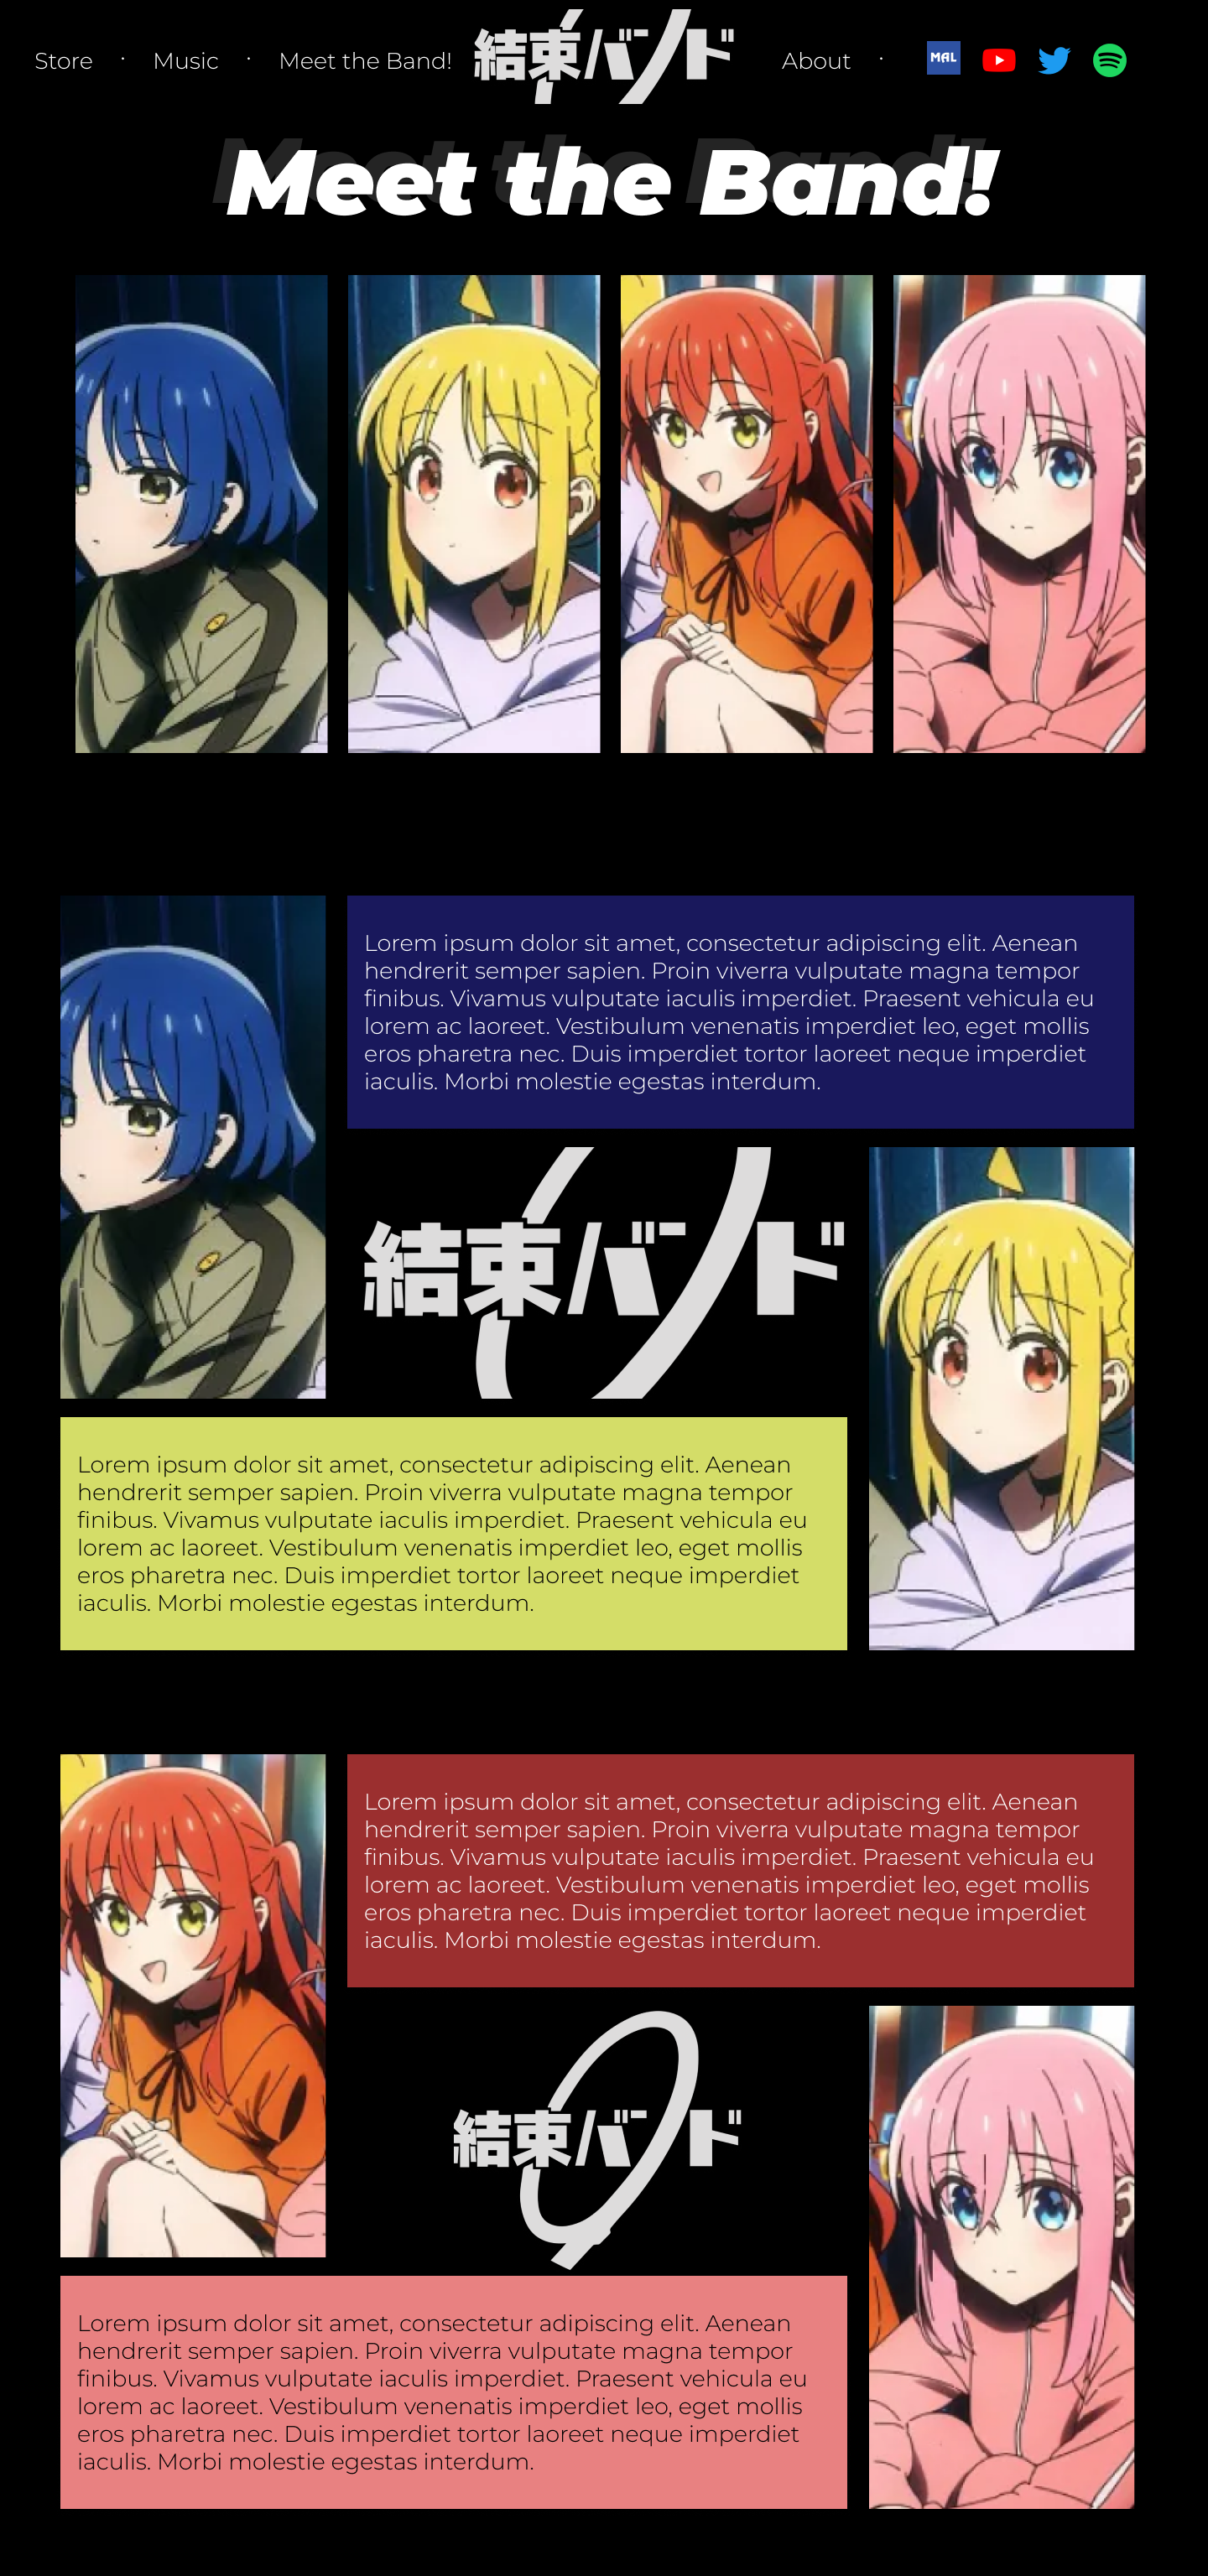 Store · Music · Meet the Band! 結束バンド About · MAL
Meet the Band!
Lorem ipsum dolor sit amet, consectetur adipiscing elit. Aenean
hendrerit semper sapien. Proin viverra vulputate magna tempor
finibus. Vivamus vulputate iaculis imperdiet. Praesent vehicula eu
lorem ac laoreet. Vestibulum venenatis imperdiet leo, eget mollis
eros pharetra nec. Duis imperdiet tortor laoreet neque imperdiet
iaculis. Morbi molestie egestas interdum.
結束バンド
Lorem ipsum dolor sit amet, consectetur adipiscing elit. Aenean
hendrerit semper sapien. Proin viverra vulputate magna tempor
finibus. Vivamus vulputate iaculis imperdiet. Praesent vehicula eu
lorem ac laoreet. Vestibulum venenatis imperdiet leo, eget mollis
eros pharetra nec. Duis imperdiet tortor laoreet neque imperdiet
iaculis. Morbi molestie egestas interdum.
Lorem ipsum dolor sit amet, consectetur adipiscing elit. Aenean
hendrerit semper sapien. Proin viverra vulputate magna tempor
finibus. Vivamus vulputate iaculis imperdiet. Praesent vehicula eu
lorem ac laoreet. Vestibulum venenatis imperdiet leo, eget mollis
eros pharetra nec. Duis imperdiet tortor laoreet neque imperdiet
iaculis. Morbi molestie egestas interdum.
結束バンド
Lorem ipsum dolor sit amet, consectetur adipiscing elit. Aenean
hendrerit semper sapien. Proin viverra vulputate magna tempor
finibus. Vivamus vulputate iaculis imperdiet. Praesent vehicula eu
lorem ac laoreet. Vestibulum venenatis imperdiet leo, eget mollis
eros pharetra nec. Duis imperdiet tortor laoreet neque imperdiet
iaculis. Morbi molestie egestas interdum.